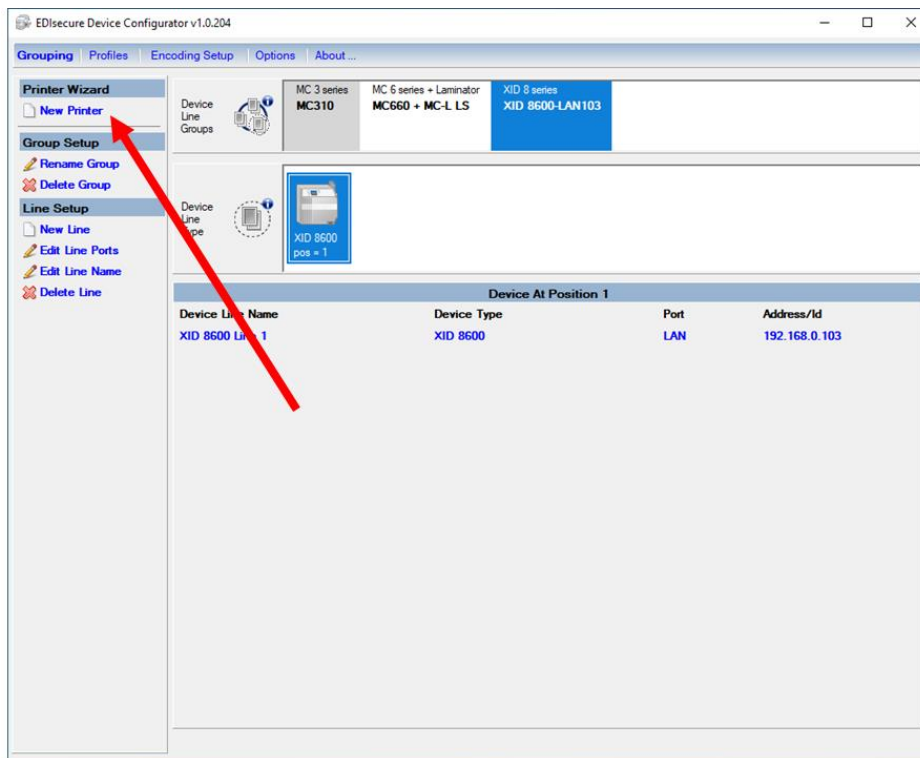 EDIsecure Device Configurator v1.0.204
Grouping Profiles Encoding Setup Options About...
Printer Wizard
New Printer
Group Setup
Rename Group
Delete Group
Line Setup
New Line
Edit Line Ports
Edit Line Name
Delete Line
Device
Line
Groups
MC 3 series
MC310
MC 6 series + Laminator
MC660 + MC-L LS
XID 8 series
XID 8600-LAN103
Device
Line
Type
XID 8600
pos = 1
Device At Position 1
Device Line Name Device Type Port Address/Id
XID 8600 Line 1 XID 8600 LAN 192.168.0.103